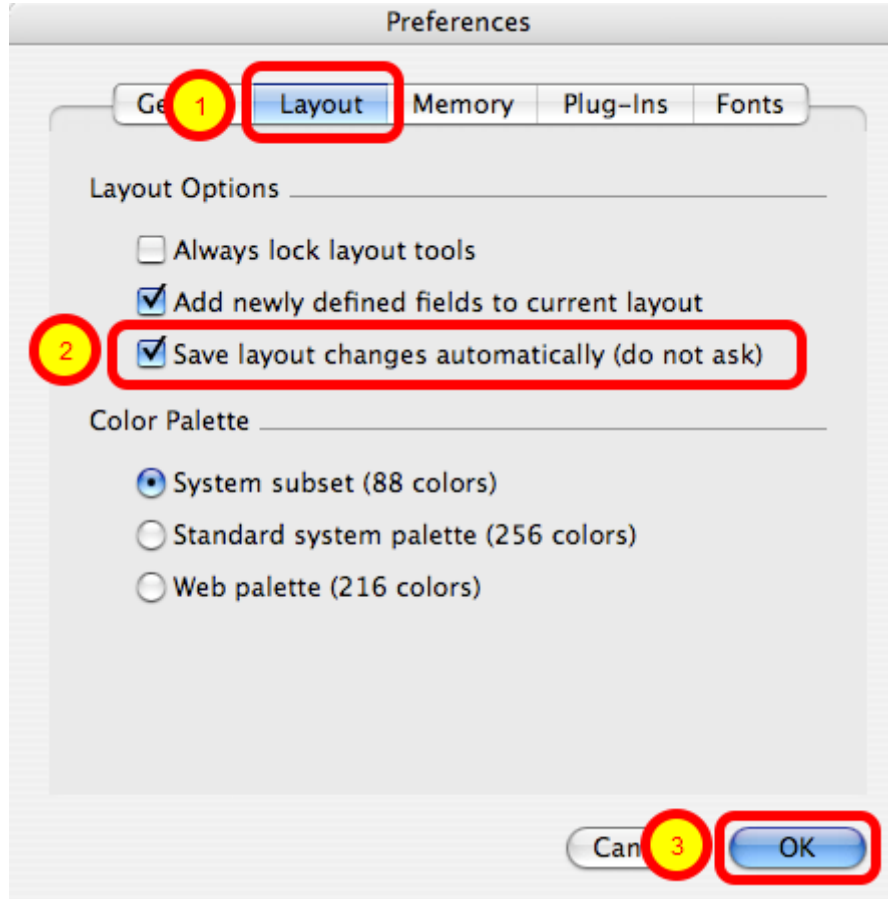 Preferences
Ge 1 Layout Memory Plug-Ins Fonts
Layout Options
Always lock layout tools
Add newly defined fields to current layout
2 Save layout changes automatically (do not ask)
Color Palette
System subset (88 colors)
Standard system palette (256 colors)
Web palette (216 colors)
Can 3 OK